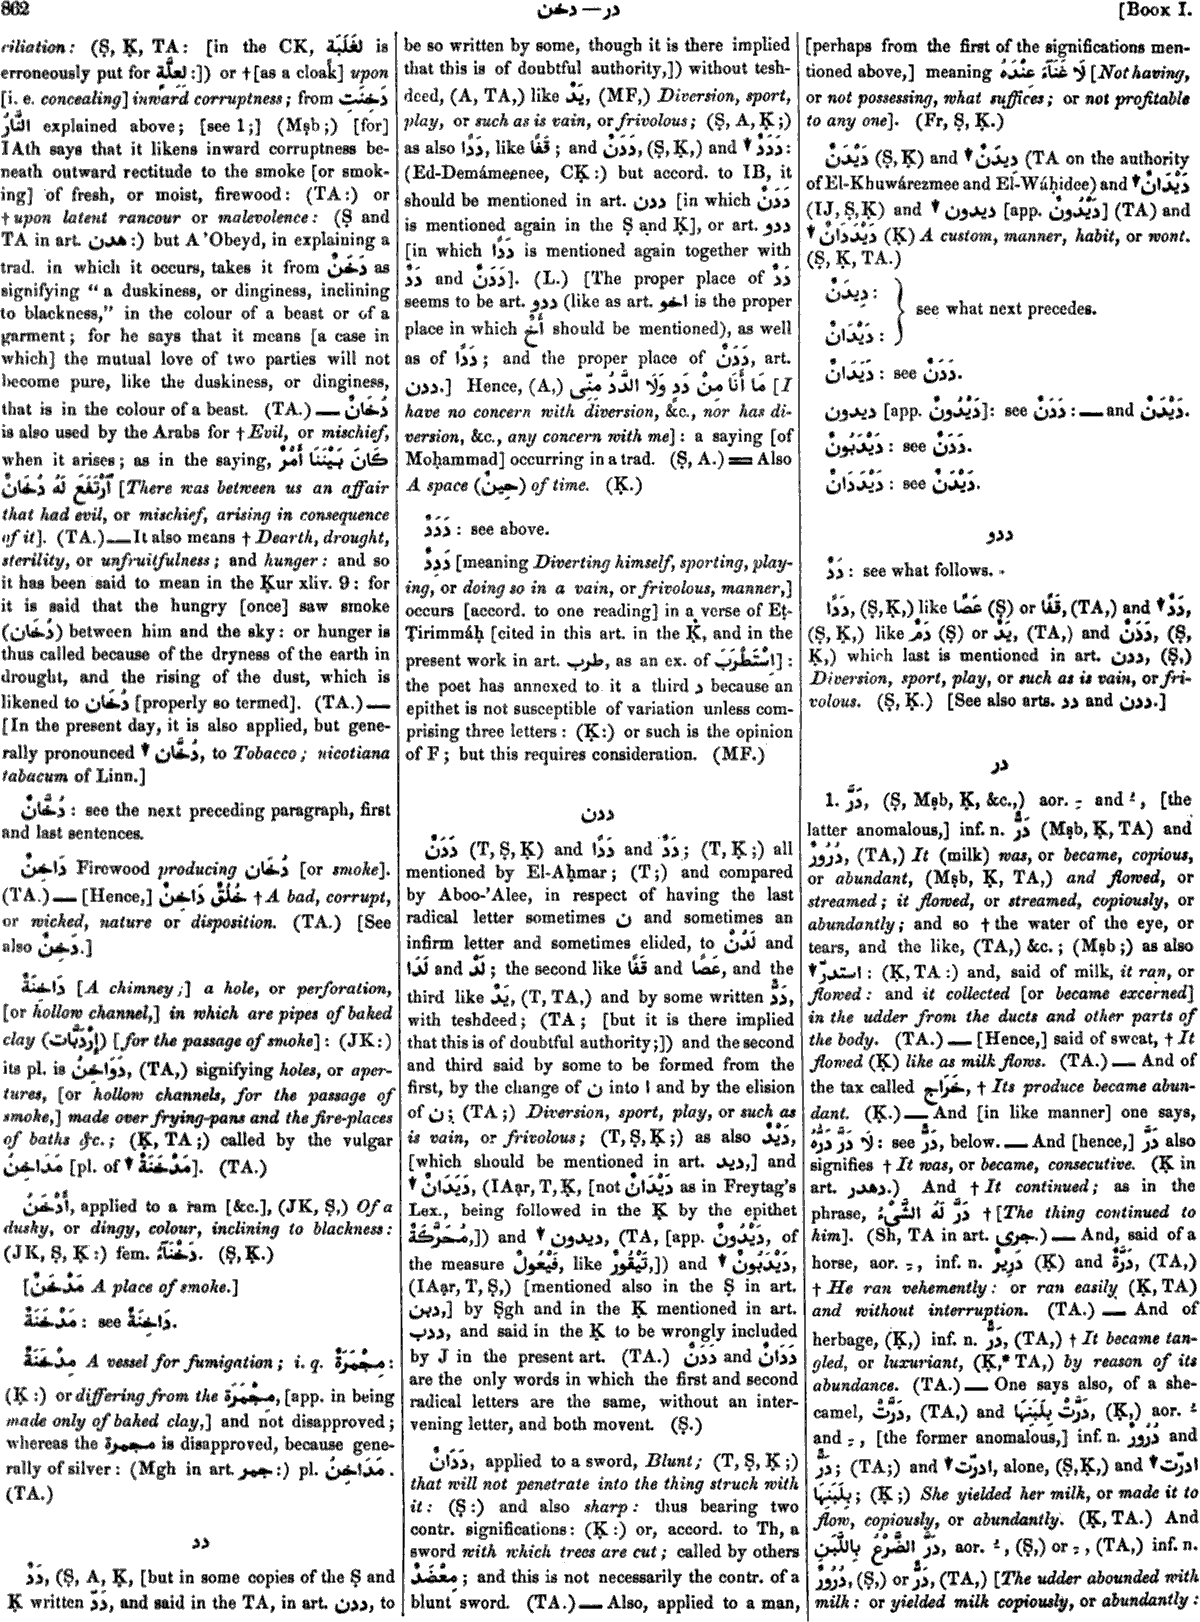 862
دخن — در
[BOOK I.
riliation: (Ṣ, Ḳ, TA: [in the CK, لِغَلَبَةٍ is
erroneously put for لِعِلَّةٍ:]) or † [as a cloak] upon
[i. e. concealing] inward corruptness; from دَخِنَتِ
النَّارُ explained above; [see 1;] (Mṣb;) [for]
IAth says that it likens inward corruptness be-
neath outward rectitude to the smoke [or smok-
ing] of fresh, or moist, firewood: (TA:) or
† upon latent rancour or malevolence: (Ṣ and
TA in art. هدن:) but A 'Obeyd, in explaining a
trad. in which it occurs, takes it from دَخَنٌ as
signifying "a duskiness, or dinginess, inclining
to blackness," in the colour of a beast or of a
garment; for he says that it means [a case in
which] the mutual love of two parties will not
become pure, like the duskiness, or dinginess,
that is in the colour of a beast. (TA.) — دُخَانٌ
is also used by the Arabs for † Evil, or mischief,
when it arises; as in the saying, كَانَ بَيْنَنَا أَمْرٌ
ٱرْتَفَعَ لَهُ دُخَانٌ [There was between us an affair
that had evil, or mischief, arising in consequence
of it]. (TA.) — It also means † Dearth, drought,
sterility, or unfruitfulness; and hunger: and so
it has been said to mean in the Ḳur xliv. 9: for
it is said that the hungry [once] saw smoke
(دُخَان) between him and the sky: or hunger is
thus called because of the dryness of the earth in
drought, and the rising of the dust, which is
likened to دُخَان [properly so termed]. (TA.) —
[In the present day, it is also applied, but gene-
rally pronounced ▼ دُخَّان, to Tobacco; nicotiana
tabacum of Linn.]
دُخَّانٌ: see the next preceding paragraph, first
and last sentences.
دَاخِنٌ Firewood producing دُخَان [or smoke].
(TA.) — [Hence,] خُلُقٌ دَاخِنٌ † A bad, corrupt,
or wicked, nature or disposition. (TA.) [See
also دَخِنٌ.]
دَاخِنَةٌ [A chimney;] a hole, or perforation,
[or hollow channel,] in which are pipes of baked
clay (إِرْدَبَّات) [for the passage of smoke]: (JK:)
its pl. is دَوَاخِنُ, (TA,) signifying holes, or aper-
tures, [or hollow channels, for the passage of
smoke,] made over frying-pans and the fire-places
of baths &c.; (Ḳ, TA;) called by the vulgar
مَدَاخِنُ [pl. of ▼ مَدْخَنَةٌ]. (TA.)
أَدْخَنُ, applied to a ram [&c.], (JK, Ṣ,) Of a
dusky, or dingy, colour, inclining to blackness:
(JK, Ṣ, Ḳ:) fem. دَخْنَآءُ. (Ṣ, Ḳ.)
[مَدْخَنٌ A place of smoke.]
مَدْخَنَةٌ: see دَاخِنَةٌ.
مِدْخَنَةٌ A vessel for fumigation; i. q. مِجْمَرَةٌ:
(Ḳ:) or differing from the مِجْمَرَة, [app. in being
made only of baked clay,] and not disapproved;
whereas the مجمرة is disapproved, because gene-
rally of silver: (Mgh in art. جمر:) pl. مَدَاخِنُ.
(TA.)
دد
دَدٌ, (Ṣ, A, Ḳ, [but in some copies of the Ṣ and
Ḳ written دَدٌّ, and said in the TA, in art. ددن, to
be so written by some, though it is there implied
that this is of doubtful authority,]) without tesh-
deed, (A, TA,) like يَدٌ, (MF,) Diversion, sport,
play, or such as is vain, or frivolous; (Ṣ, A, Ḳ;)
as also دَدًا, like قَفًا; and دَدَنٌ, (Ṣ, Ḳ,) and ▼ دَدَدٌ:
(Ed-Demámeenee, CḲ:) but accord. to IB, it
should be mentioned in art. ددن [in which دَدَنٌ
is mentioned again in the Ṣ and Ḳ], or art. ددو
[in which دَدًا is mentioned again together with
دَدٌ and دَدَنٌ]. (L.) [The proper place of دَدٌ
seems to be art. ددو (like as art. اخو is the proper
place in which أَخٌ should be mentioned), as well
as of دَدًا; and the proper place of دَدَنٌ, art.
ددن.] Hence, (A,) مَا أَنَا مِنْ دَدٍ وَلَا الدَّدُ مِنِّى [I
have no concern with diversion, &c., nor has di-
version, &c., any concern with me]: a saying [of
Moḥammad] occurring in a trad. (Ṣ, A.) = Also
A space (حِينٌ) of time. (Ḳ.)
دَدَدٌ: see above.
دَدِدٌ [meaning Diverting himself, sporting, play-
ing, or doing so in a vain, or frivolous, manner,]
occurs [accord. to one reading] in a verse of Eṭ-
Ṭirimmáḥ [cited in this art. in the Ḳ, and in the
present work in art. طرب, as an ex. of اِسْتَطْرَبَ]:
the poet has annexed to it a third د because an
epithet is not susceptible of variation unless com-
prising three letters: (Ḳ:) or such is the opinion
of F; but this requires consideration. (MF.)
ددن
دَدَنٌ (T, Ṣ, Ḳ) and دَدًا and دَدٌ; (T, Ḳ;) all
mentioned by El-Aḥmar; (T;) and compared
by Aboo-'Alee, in respect of having the last
radical letter sometimes ن and sometimes an
infirm letter and sometimes elided, to لَدُنْ and
لَدَا and لَدُ; the second like قَفًا and عَصًا, and the
third like يَدٌ, (T, TA,) and by some written دَدٌّ,
with teshdeed; (TA; [but it is there implied
that this is of doubtful authority;]) and the second
and third said by some to be formed from the
first, by the change of ن into ا and by the elision
of ن; (TA;) Diversion, sport, play, or such as
is vain, or frivolous; (T, Ṣ, Ḳ;) as also دَيْدٌ,
[which should be mentioned in art. ديد,] and
▼ دَيَدَانٌ, (IAạr, T, Ḳ, [not دَيْدَانٌ as in Freytag's
Lex., being followed in the Ḳ by the epithet
مُحَرَّكَةً,]) and ▼ ديدون, (TA, [app. دَيْدُونٌ, of
the measure فَيْعُولٌ, like تَيْقُورٌ,]) and ▼ دَيْدَبُونٌ,
(IAạr, T, Ṣ,) [mentioned also in the Ṣ in art.
دبن,] by Ṣgh and in the Ḳ mentioned in art.
ددب, and said in the Ḳ to be wrongly included
by J in the present art. (TA.) دَدَنٌ and دَدَانٌ
are the only words in which the first and second
radical letters are the same, without an inter-
vening letter, and both movent. (Ṣ.)
دَدَانٌ, applied to a sword, Blunt; (T, Ṣ, Ḳ;)
that will not penetrate into the thing struck with
it: (Ṣ:) and also sharp: thus bearing two
contr. significations: (Ḳ:) or, accord. to Th, a
sword with which trees are cut; called by others
مِعْضَدٌ; and this is not necessarily the contr. of a
blunt sword. (TA.) — Also, applied to a man,
[perhaps from the first of the significations men-
tioned above,] meaning لَا غَنَآءَ عِنْدَهُ [Not having,
or not possessing, what suffices; or not profitable
to any one]. (Fr, Ṣ, Ḳ.)
دَيْدَنٌ (Ṣ, Ḳ) and ▼ دِيدَنٌ (TA on the authority
of El-Khuwárezmee and El-Wáḥidee) and ▼ دَيْدَانٌ
(IJ, Ṣ, Ḳ) and ▼ ديدون [app. دَيْدُونٌ] (TA) and
▼ دَيْدَدَانٌ (Ḳ) A custom, manner, habit, or wont.
(Ṣ, Ḳ, TA.)
دِيدَنٌ:
see what next precedes.
دَيْدَانٌ:
دَيَدَانٌ: see دَدَنٌ.
ديدون [app. دَيْدُونٌ]: see دَدَنٌ: — and دَيْدَنٌ.
دَيْدَبُونٌ: see دَدَنٌ.
دَيْدَدَانٌ: see دَيْدَنٌ.
ددو
دَدٌ: see what follows.
دَدًا, (Ṣ, Ḳ,) like عَصًا (Ṣ) or قَفًا, (TA,) and ▼ دَدٌ,
(Ṣ, Ḳ,) like دَمٌ (Ṣ) or يَدٌ, (TA,) and دَدَنٌ, (Ṣ,
Ḳ,) which last is mentioned in art. ددن, (Ṣ,)
Diversion, sport, play, or such as is vain, or fri-
volous. (Ṣ, Ḳ.) [See also arts. دد and ددن.]
در
1. دَرَّ, (Ṣ, Mṣb, Ḳ, &c.,) aor. ـِ and ـُ, [the
latter anomalous,] inf. n. دَرٌّ (Mṣb, Ḳ, TA) and
دُرُورٌ, (TA,) It (milk) was, or became, copious,
or abundant, (Mṣb, Ḳ, TA,) and flowed, or
streamed; it flowed, or streamed, copiously, or
abundantly; and so † the water of the eye, or
tears, and the like, (TA,) &c.; (Mṣb;) as also
▼ استدرّ: (Ḳ, TA:) and, said of milk, it ran, or
flowed: and it collected [or became excerned]
in the udder from the ducts and other parts of
the body. (TA.) — [Hence,] said of sweat, † It
flowed (Ḳ) like as milk flows. (TA.) — And of
the tax called خَرَاج, † Its produce became abun-
dant. (Ḳ.) — And [in like manner] one says,
لَا دَرَّ دَرُّهُ: see دَرٌّ, below. — And [hence,] دَرَّ also
signifies † It was, or became, consecutive. (Ḳ in
art. دهدر.) And † It continued; as in the
phrase, دَرَّ لَهُ الشَّىْءُ † [The thing continued to
him]. (Sh, TA in art. جرى.) — And, said of a
horse, aor. ـِ, inf. n. دَرِيرٌ (Ḳ) and دِرَّةٌ, (TA,)
† He ran vehemently: or ran easily (Ḳ, TA)
and without interruption. (TA.) — And of
herbage, (Ḳ,) inf. n. دَرٌّ, (TA,) † It became tan-
gled, or luxuriant, (Ḳ,* TA,) by reason of its
abundance. (TA.) — One says also, of a she-
camel, دَرَّتْ, (TA,) and دَرَّتْ بِلَبَنِهَا, (Ḳ,) aor. ـُ
and ـِ, [the former anomalous,] inf. n. دُرُورٌ and
دَرٌّ; (TA;) and ▼ ادرّت, alone, (Ṣ, Ḳ,) and ▼ ادرّت
بِلَبَنِهَا; (Ḳ;) She yielded her milk, or made it to
flow, copiously, or abundantly. (Ḳ, TA.) And
دَرَّ الضَّرْعُ بِاللَّبَنِ, aor. ـُ, (Ṣ,) or ـِ, (TA,) inf. n.
دُرُورٌ, (Ṣ,) or دَرٌّ, (TA,) [The udder abounded with
milk: or yielded milk copiously, or abundantly: